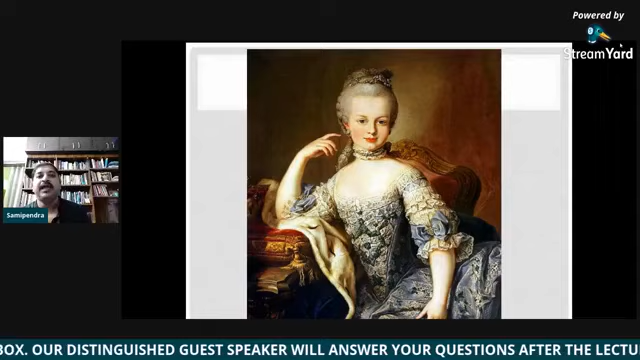 Powered by
StreamYard
Samipendra
BOX. OUR DISTINGUISHED GUEST SPEAKER WILL ANSWER YOUR QUESTIONS AFTER THE LECTU